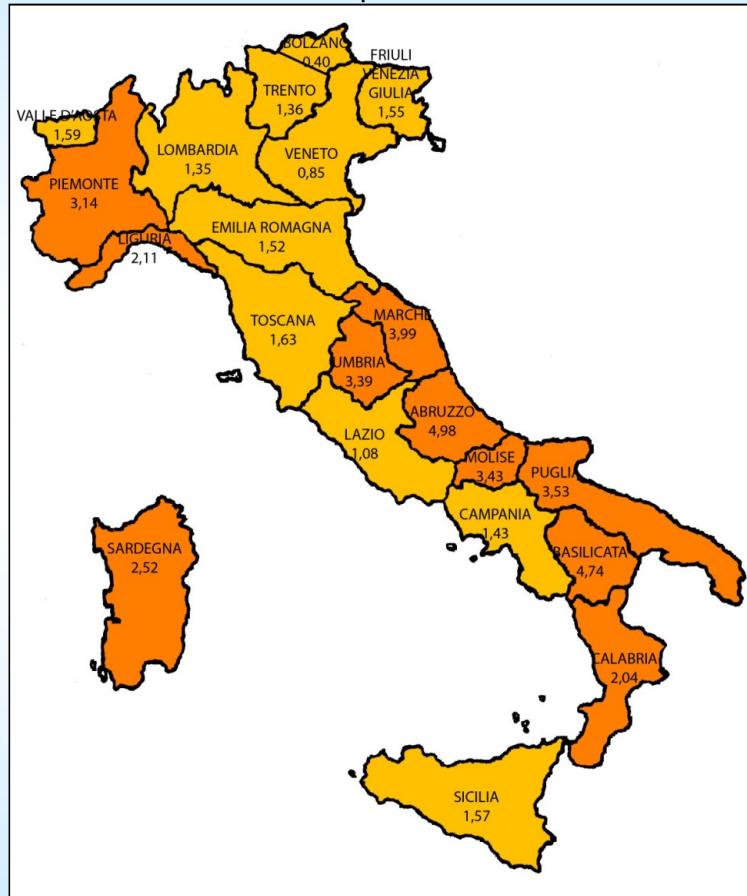 BOLZANO
0,40
FRIULI
VENEZIA
GIULIA
1,55
TRENTO
1,36
VALLE D'AOSTA
1,59
LOMBARDIA
1,35
VENETO
0,85
PIEMONTE
3,14
EMILIA ROMAGNA
1,52
LIGURIA
2,11
TOSCANA
1,63
MARCHE
3,99
UMBRIA
3,39
ABRUZZO
4,98
LAZIO
1,08
MOLISE
3,43
PUGLIA
3,53
CAMPANIA
1,43
BASILICATA
4,74
SARDEGNA
2,52
CALABRIA
2,04
SICILIA
1,57